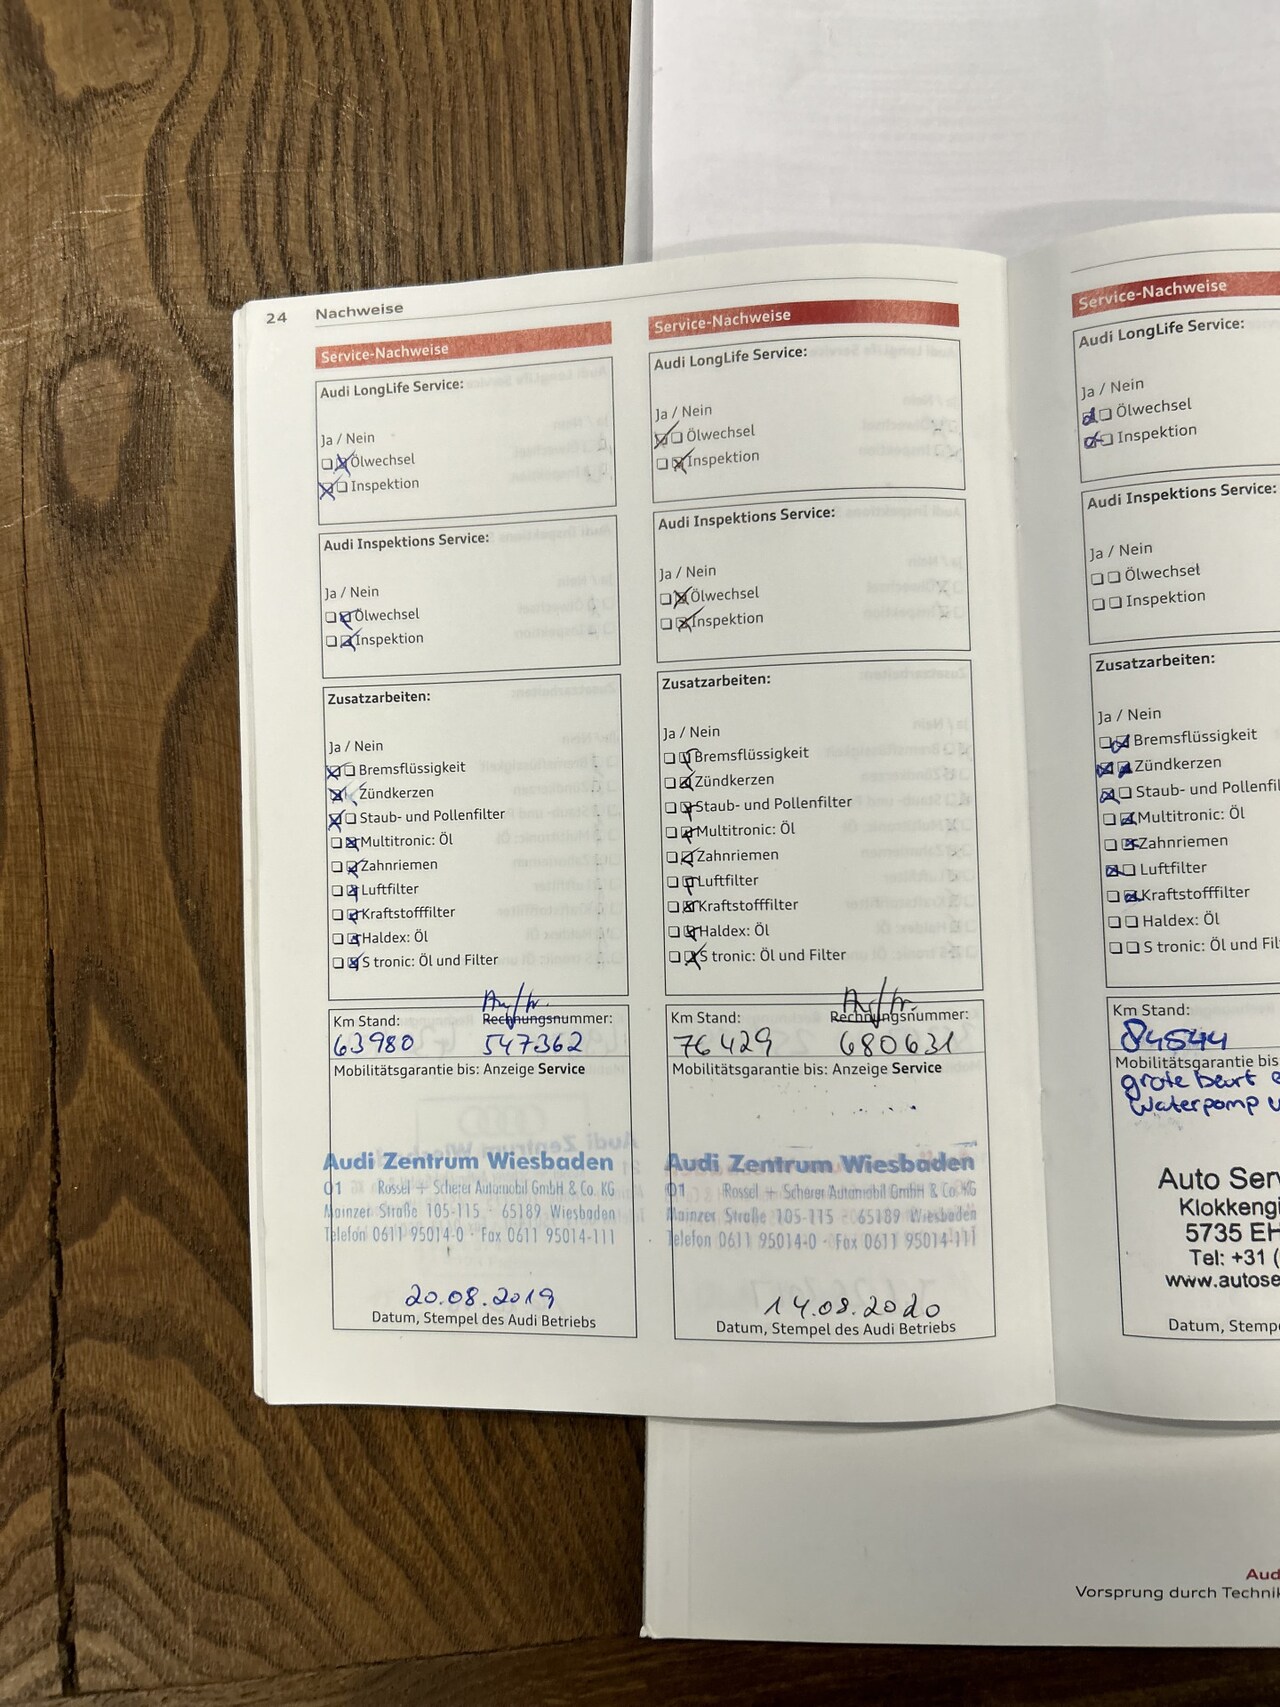 24 Nachweise
Service-Nachweise
Audi LongLife Service:
Ja / Nein
Ölwechsel
Inspektion
Audi Inspektions Service:
Ja / Nein
Ölwechsel
Inspektion
Zusatzarbeiten:
Ja / Nein
Bremsflüssigkeit
Zündkerzen
Staub- und Pollenfilter
Multitronic: Öl
Zahnriemen
Luftfilter
Kraftstofffilter
Haldex: Öl
S tronic: Öl und Filter
Km Stand: Rechnungsnummer:
63980 547362
Mobilitätsgarantie bis: Anzeige Service
Audi Zentrum Wiesbaden
01 Rossel + Scherer Automobil GmbH & Co. KG
Mainzer Straße 105-115 · 65189 Wiesbaden
Telefon 0611 95014-0 · Fax 0611 95014-111
20.08.2019
Datum, Stempel des Audi Betriebs
Service-Nachweise
Audi LongLife Service:
Ja / Nein
Ölwechsel
Inspektion
Audi Inspektions Service:
Ja / Nein
Ölwechsel
Inspektion
Zusatzarbeiten:
Ja / Nein
Bremsflüssigkeit
Zündkerzen
Staub- und Pollenfilter
Multitronic: Öl
Zahnriemen
Luftfilter
Kraftstofffilter
Haldex: Öl
S tronic: Öl und Filter
Km Stand: Rechnungsnummer:
76429 680631
Mobilitätsgarantie bis: Anzeige Service
Audi Zentrum Wiesbaden
01 Rossel + Scherer Automobil GmbH & Co. KG
Mainzer Straße 105-115 · 65189 Wiesbaden
Telefon 0611 95014-0 · Fax 0611 95014-111
14.08.2020
Datum, Stempel des Audi Betriebs
Service-Nachweise
Audi LongLife Service:
Ja / Nein
Ölwechsel
Inspektion
Audi Inspektions Service:
Ja / Nein
Ölwechsel
Inspektion
Zusatzarbeiten:
Ja / Nein
Bremsflüssigkeit
Zündkerzen
Staub- und Pollenfil
Multitronic: Öl
Zahnriemen
Luftfilter
Kraftstofffilter
Haldex: Öl
S tronic: Öl und Filte
Km Stand:
84544
Mobilitätsgarantie bis
grote beurt
Waterpomp
Auto Ser
Klokkengi
5735 EH
Tel: +31 (
www.autose
Datum, Stempe
Aud
Vorsprung durch Technik